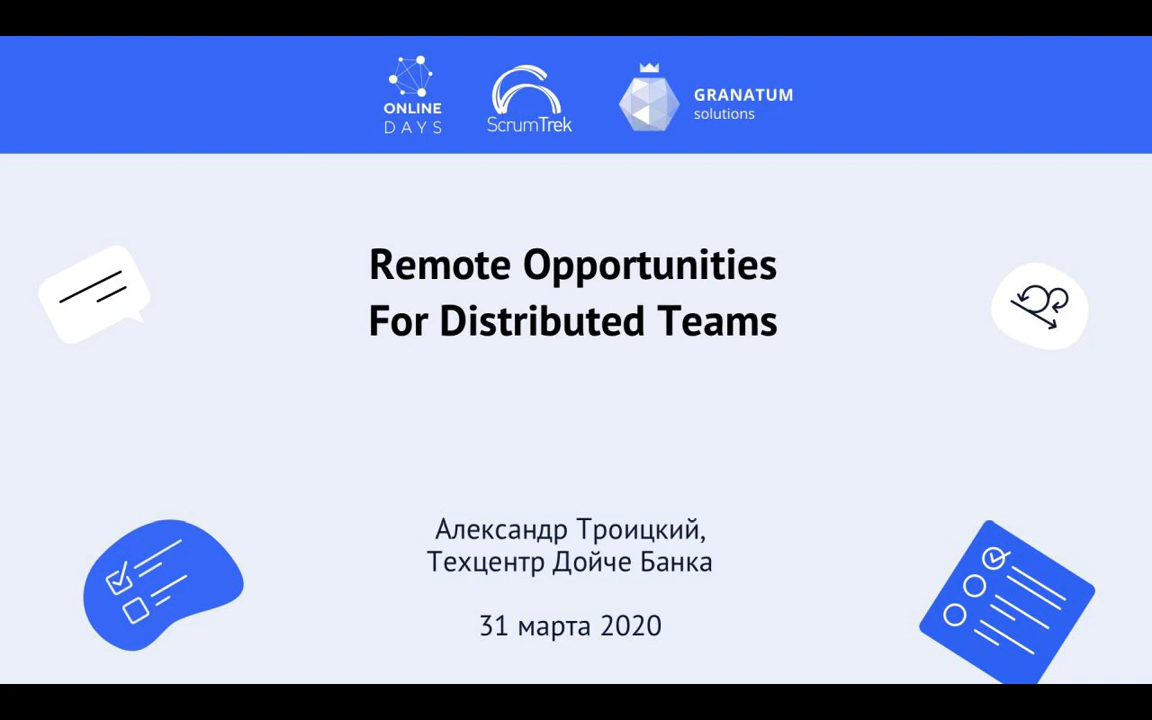 ONLINE
DAYS
ScrumTrek
GRANATUM
solutions
Remote Opportunities
For Distributed Teams
Александр Троицкий,
Техцентр Дойче Банка
31 марта 2020